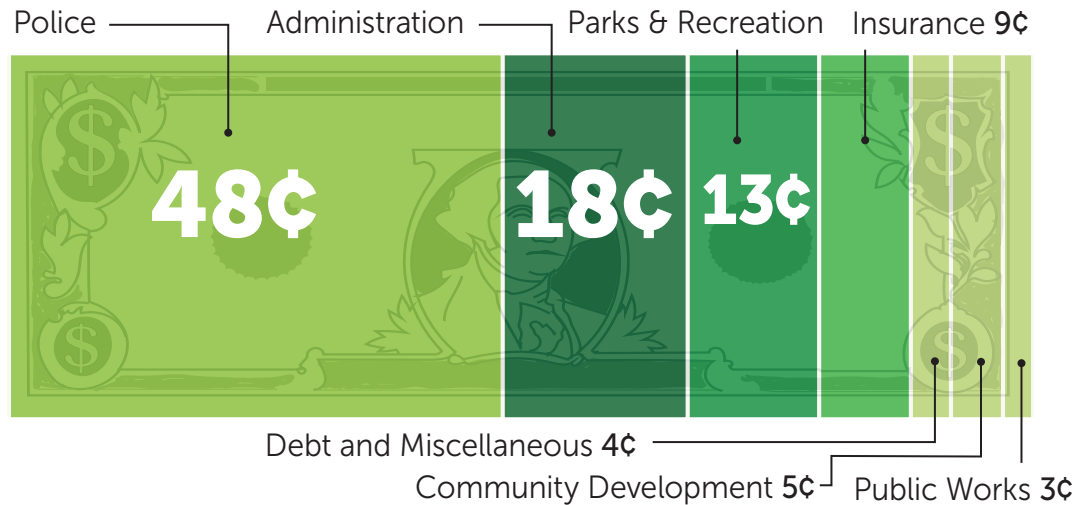 Police
Administration
Parks & Recreation
Insurance 9¢
$
$
48¢
18¢
13¢
$
$
Debt and Miscellaneous 4¢
Community Development 5¢
Public Works 3¢